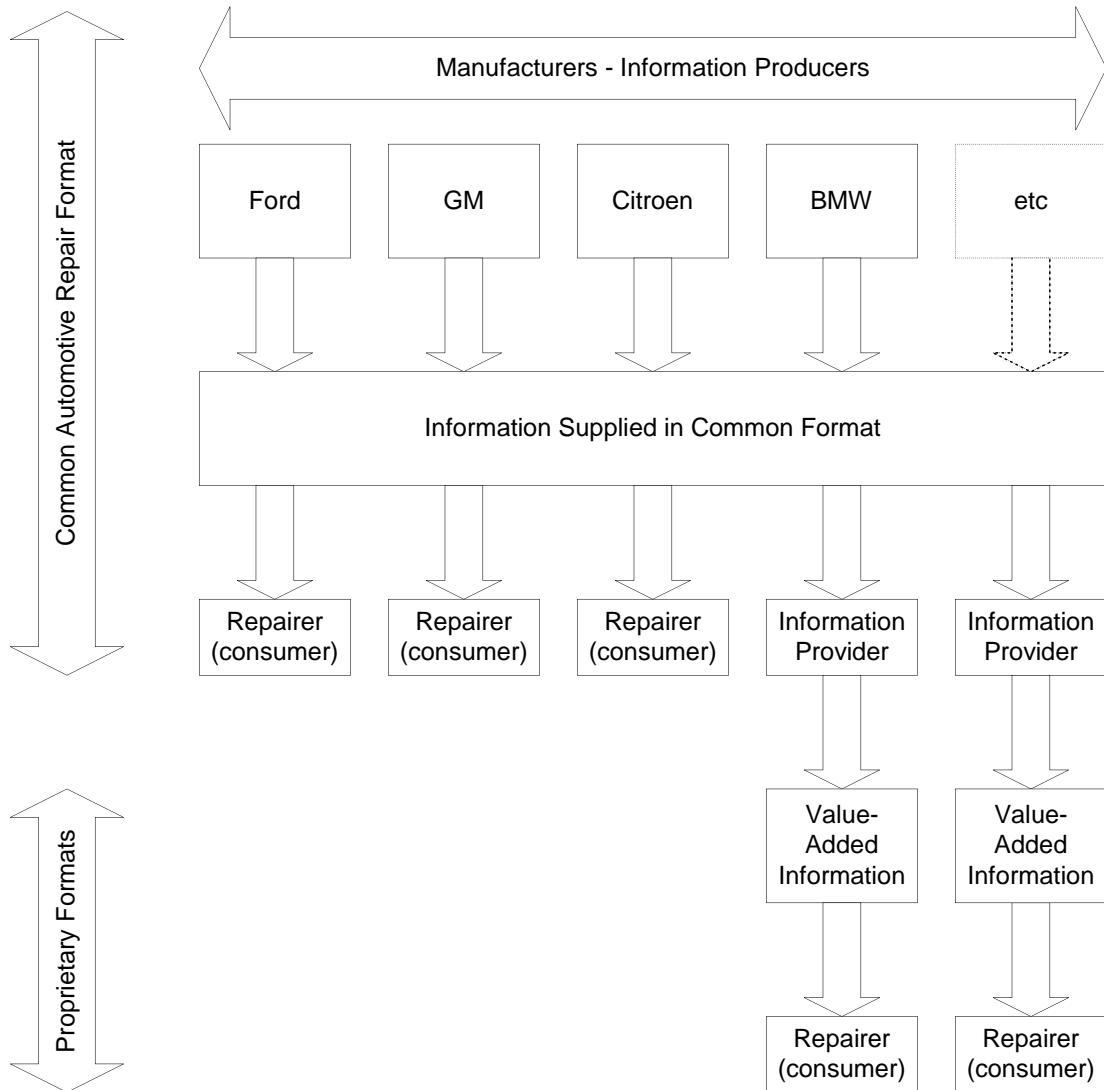 Manufacturers - Information Producers
Common Automotive Repair Format
Ford
GM
Citroen
BMW
etc
Information Supplied in Common Format
Repairer
(consumer)
Repairer
(consumer)
Repairer
(consumer)
Information
Provider
Information
Provider
Proprietary Formats
Value-
Added
Information
Value-
Added
Information
Repairer
(consumer)
Repairer
(consumer)